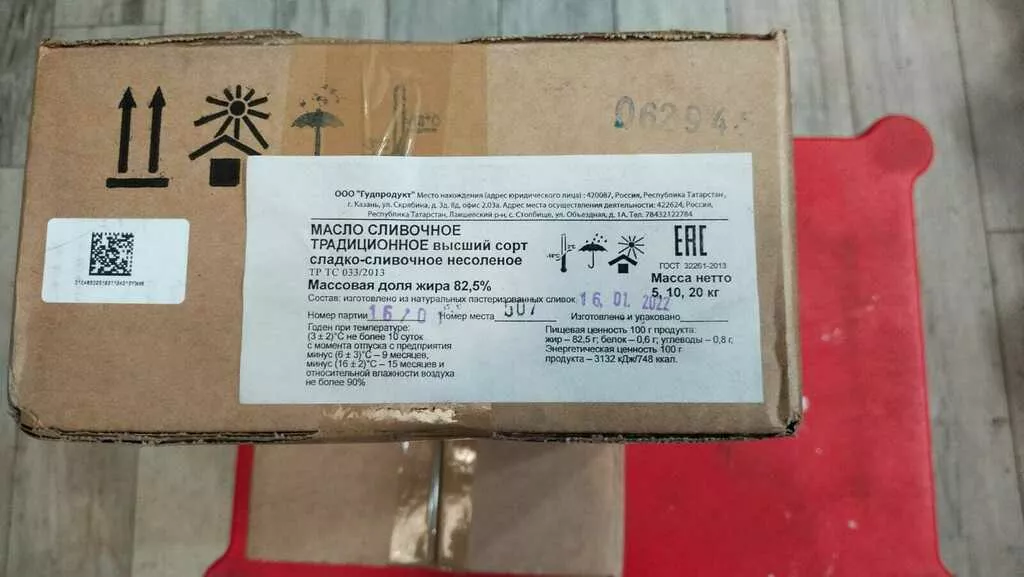 062945
ООО "Гудпродукт" Место нахождения (адрес юридического лица) : 420087, Россия, Республика Татарстан,
г. Казань, ул. Скрябина, д. 3д. 8д, офис 2.03а. Адрес места осуществления деятельности: 422624, Россия,
Республика Татарстан, Лаишевский р-н, с. Столбище, ул. Объездная, д. 1А. Тел. 78432122784
МАСЛО СЛИВОЧНОЕ
ТРАДИЦИОННОЕ высший сорт
сладко-сливочное несоленое
ТР ТС 033/2013
Массовая доля жира 82,5%
Состав: изготовлено из натуральных пастеризованных сливок
Номер партии 16/01 Номер места 507
Годен при температуре:
(3 ± 2)°С не более 10 суток
с момента отпуска с предприятия
минус (6 ± 3)°С – 9 месяцев,
минус (16 ± 2)°С – 15 месяцев и
относительной влажности воздуха
не более 90%
ЕАС
ГОСТ 32261-2013
Масса нетто
5, 10, 20 кг
16.01.2022
Изготовлено и упаковано
Пищевая ценность 100 г продукта:
жир – 82,5 г; белок – 0,6 г; углеводы – 0,8 г.
Энергетическая ценность 100 г
продукта – 3132 кДж/748 ккал.